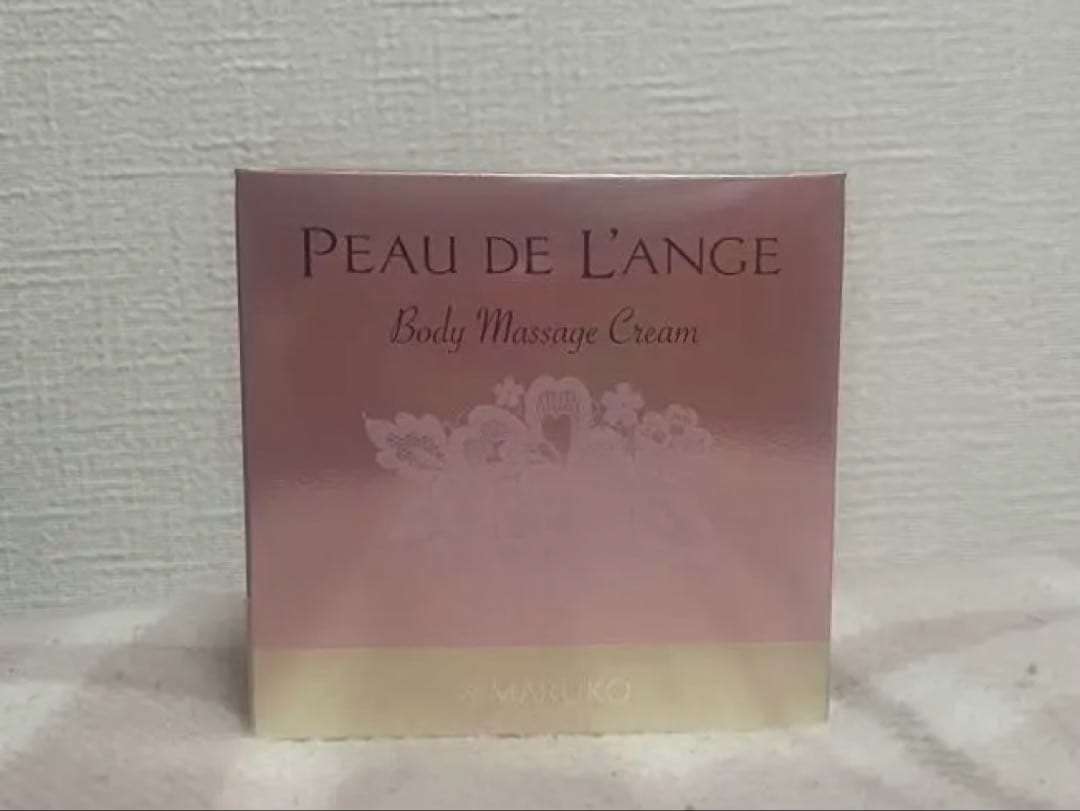 PEAU DE L'ANGE
Body Massage Cream
MARUKO